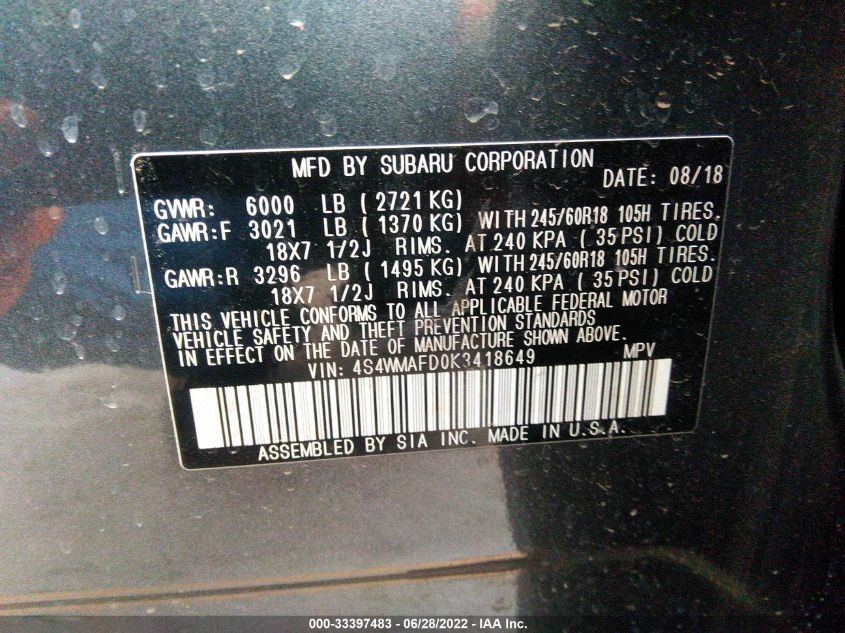 MFD BY SUBARU CORPORATION DATE: 08/18
GVWR: 6000 LB ( 2721 KG)
GAWR:F 3021 LB ( 1370 KG) WITH 245/60R18 105H TIRES.
18X7 1/2J RIMS. AT 240 KPA ( 35 PSI) COLD
GAWR:R 3296 LB ( 1495 KG) WITH 245/60R18 105H TIRES.
18X7 1/2J RIMS. AT 240 KPA ( 35 PSI) COLD
THIS VEHICLE CONFORMS TO ALL APPLICABLE FEDERAL MOTOR
VEHICLE SAFETY AND THEFT PREVENTION STANDARDS
IN EFFECT ON THE DATE OF MANUFACTURE SHOWN ABOVE.
VIN: 4S4WMAFD0K3418649 MPV
ASSEMBLED BY SIA INC. MADE IN U.S.A.
000-33397483 - 06/28/2022 - IAA Inc.